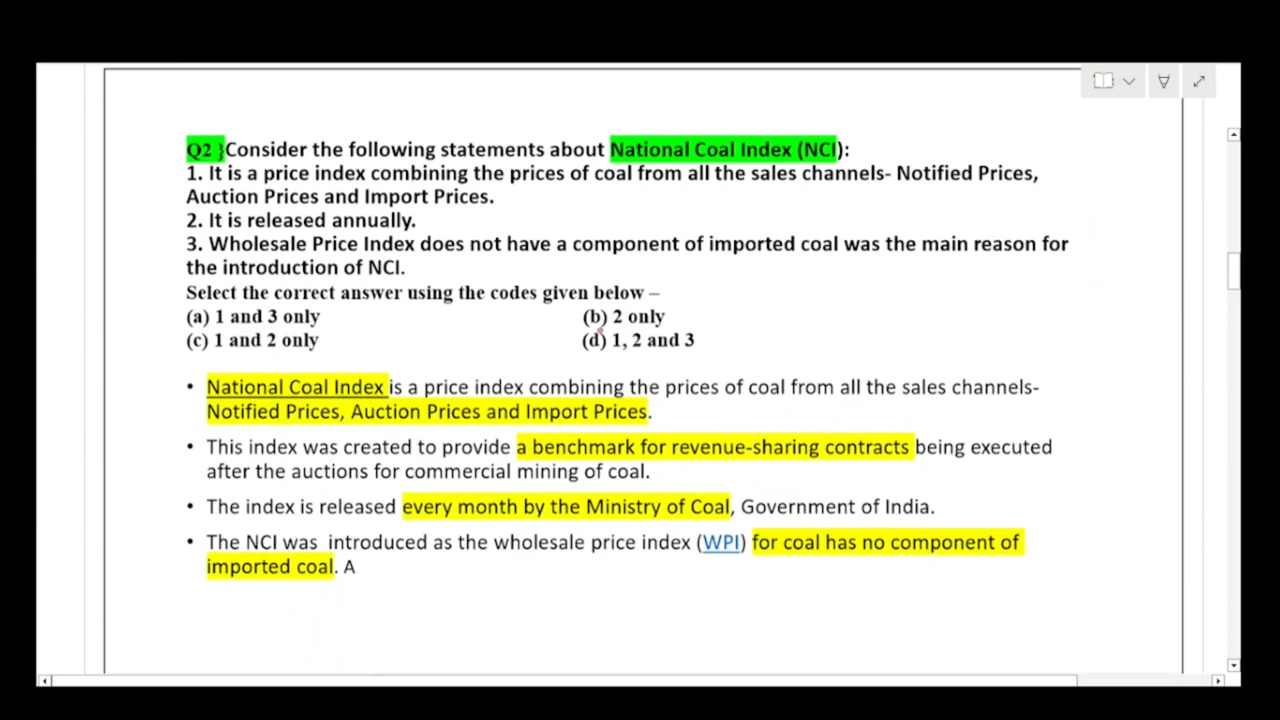 Q2 }Consider the following statements about National Coal Index (NCI):
1. It is a price index combining the prices of coal from all the sales channels- Notified Prices,
Auction Prices and Import Prices.
2. It is released annually.
3. Wholesale Price Index does not have a component of imported coal was the main reason for
the introduction of NCI.
Select the correct answer using the codes given below –
(a) 1 and 3 only (b) 2 only
(c) 1 and 2 only (d) 1, 2 and 3
• National Coal Index is a price index combining the prices of coal from all the sales channels-
Notified Prices, Auction Prices and Import Prices.
• This index was created to provide a benchmark for revenue-sharing contracts being executed
after the auctions for commercial mining of coal.
• The index is released every month by the Ministry of Coal, Government of India.
• The NCI was introduced as the wholesale price index (WPI) for coal has no component of
imported coal. A